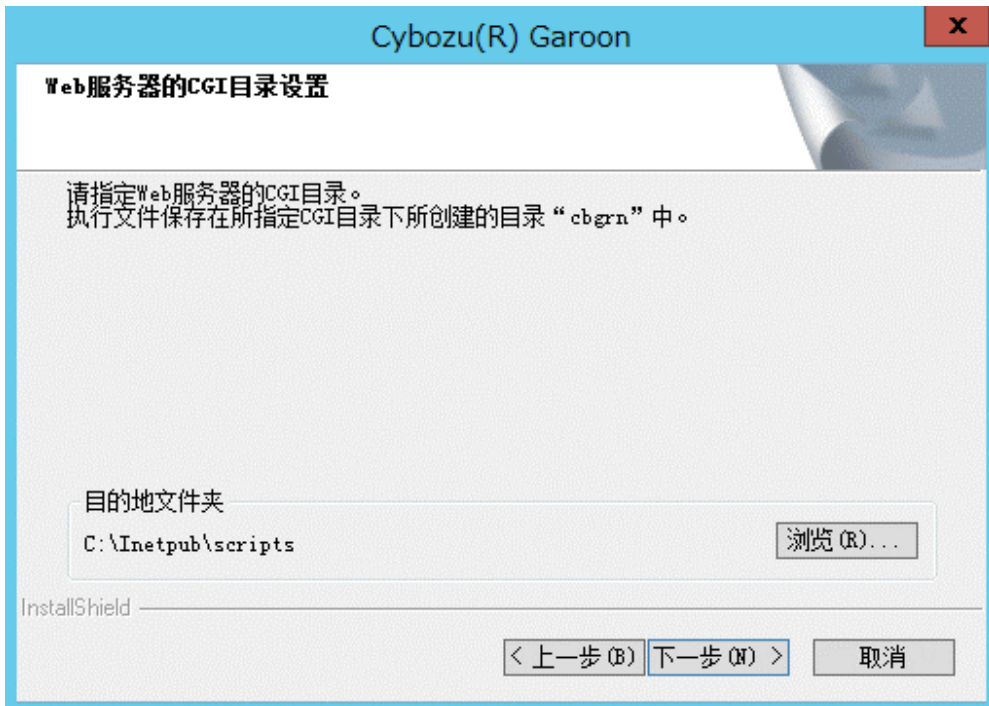 Cybozu(R) Garoon
x
Web服务器的CGI目录设置
请指定Web服务器的CGI目录。
执行文件保存在所指定CGI目录下所创建的目录“cbgrn”中。
目的地文件夹
C:\Inetpub\scripts
浏览(R)...
InstallShield
< 上一步(B)
下一步(N) >
取消